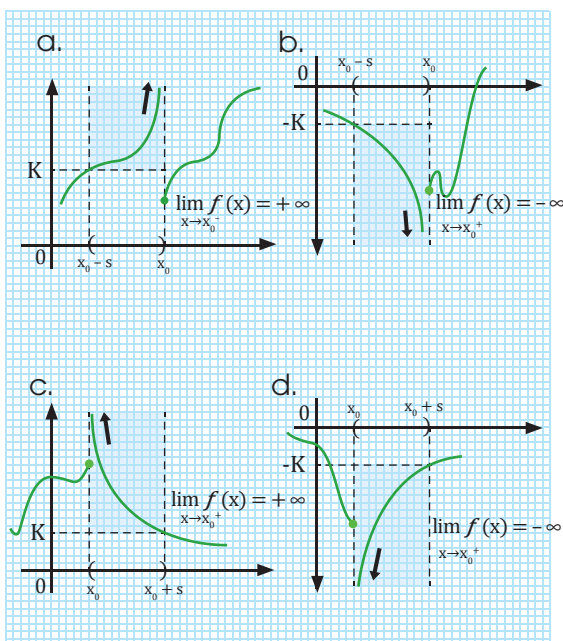 a.
K
lim f (x) = + ∞
x→x₀⁻
0
x₀ – s
x₀
b.
x₀ – s
x₀
0
-K
lim f (x) = – ∞
x→x₀⁺
c.
K
lim f (x) = + ∞
x→x₀⁺
0
x₀
x₀ + s
d.
0
x₀
x₀ + s
-K
lim f (x) = – ∞
x→x₀⁺